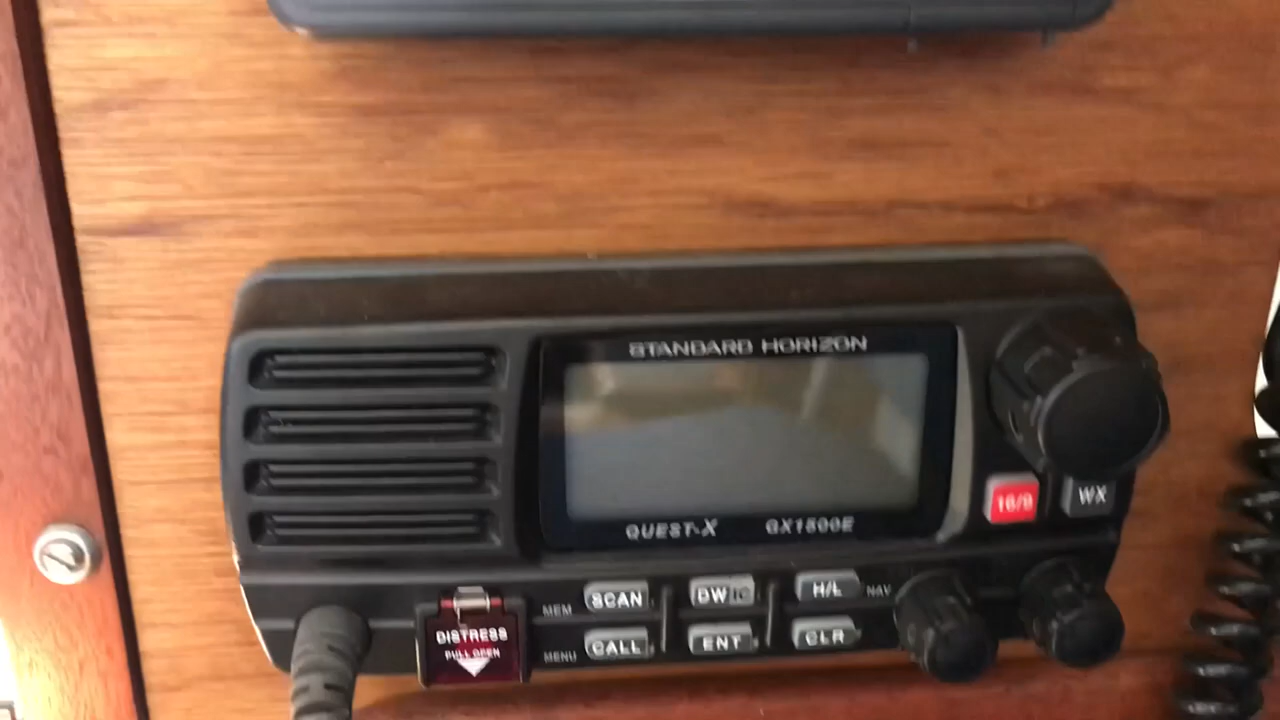 STANDARD HORIZON
QUEST-X GX1500E
16/9 WX
MEM SCAN DW IC H/L NAV
DISTRESS
PULL OPEN
MENU CALL ENT CLR